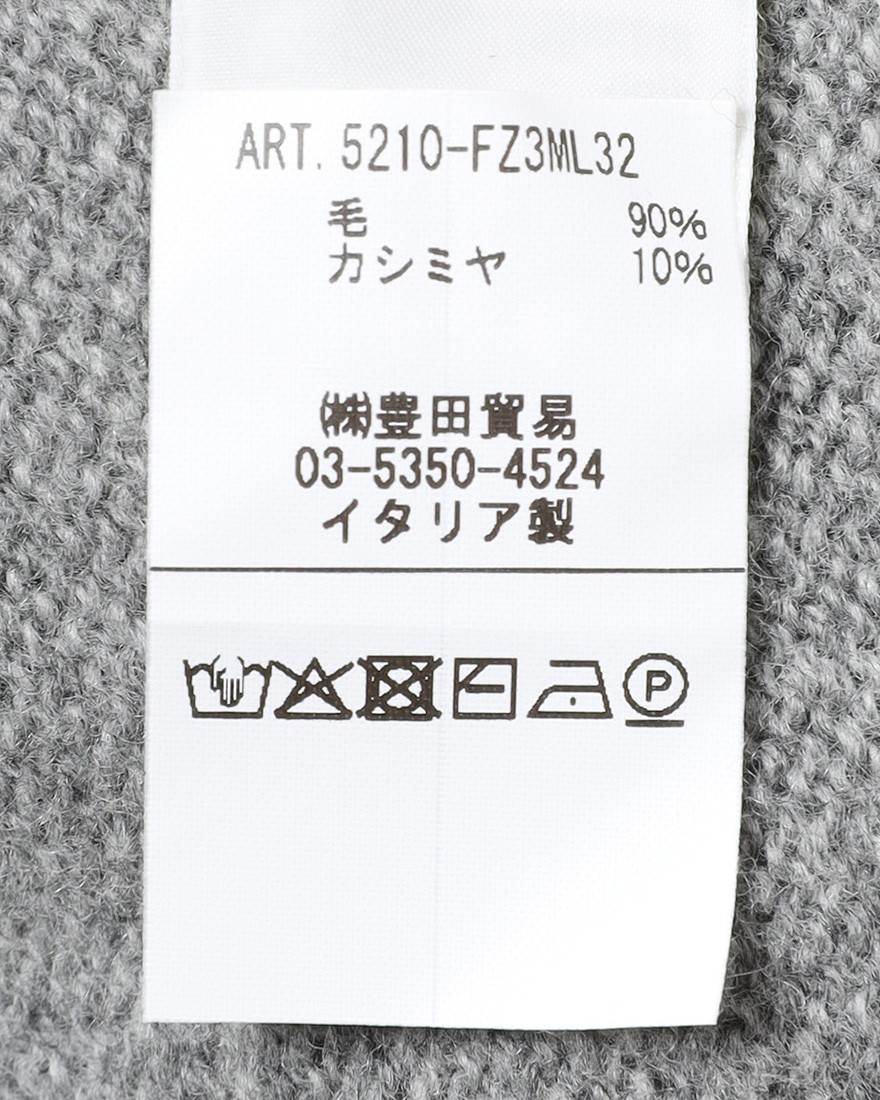 ART. 5210-FZ3ML32
毛 90%
カシミヤ 10%
㈱豊田貿易
03-5350-4524
イタリア製
P